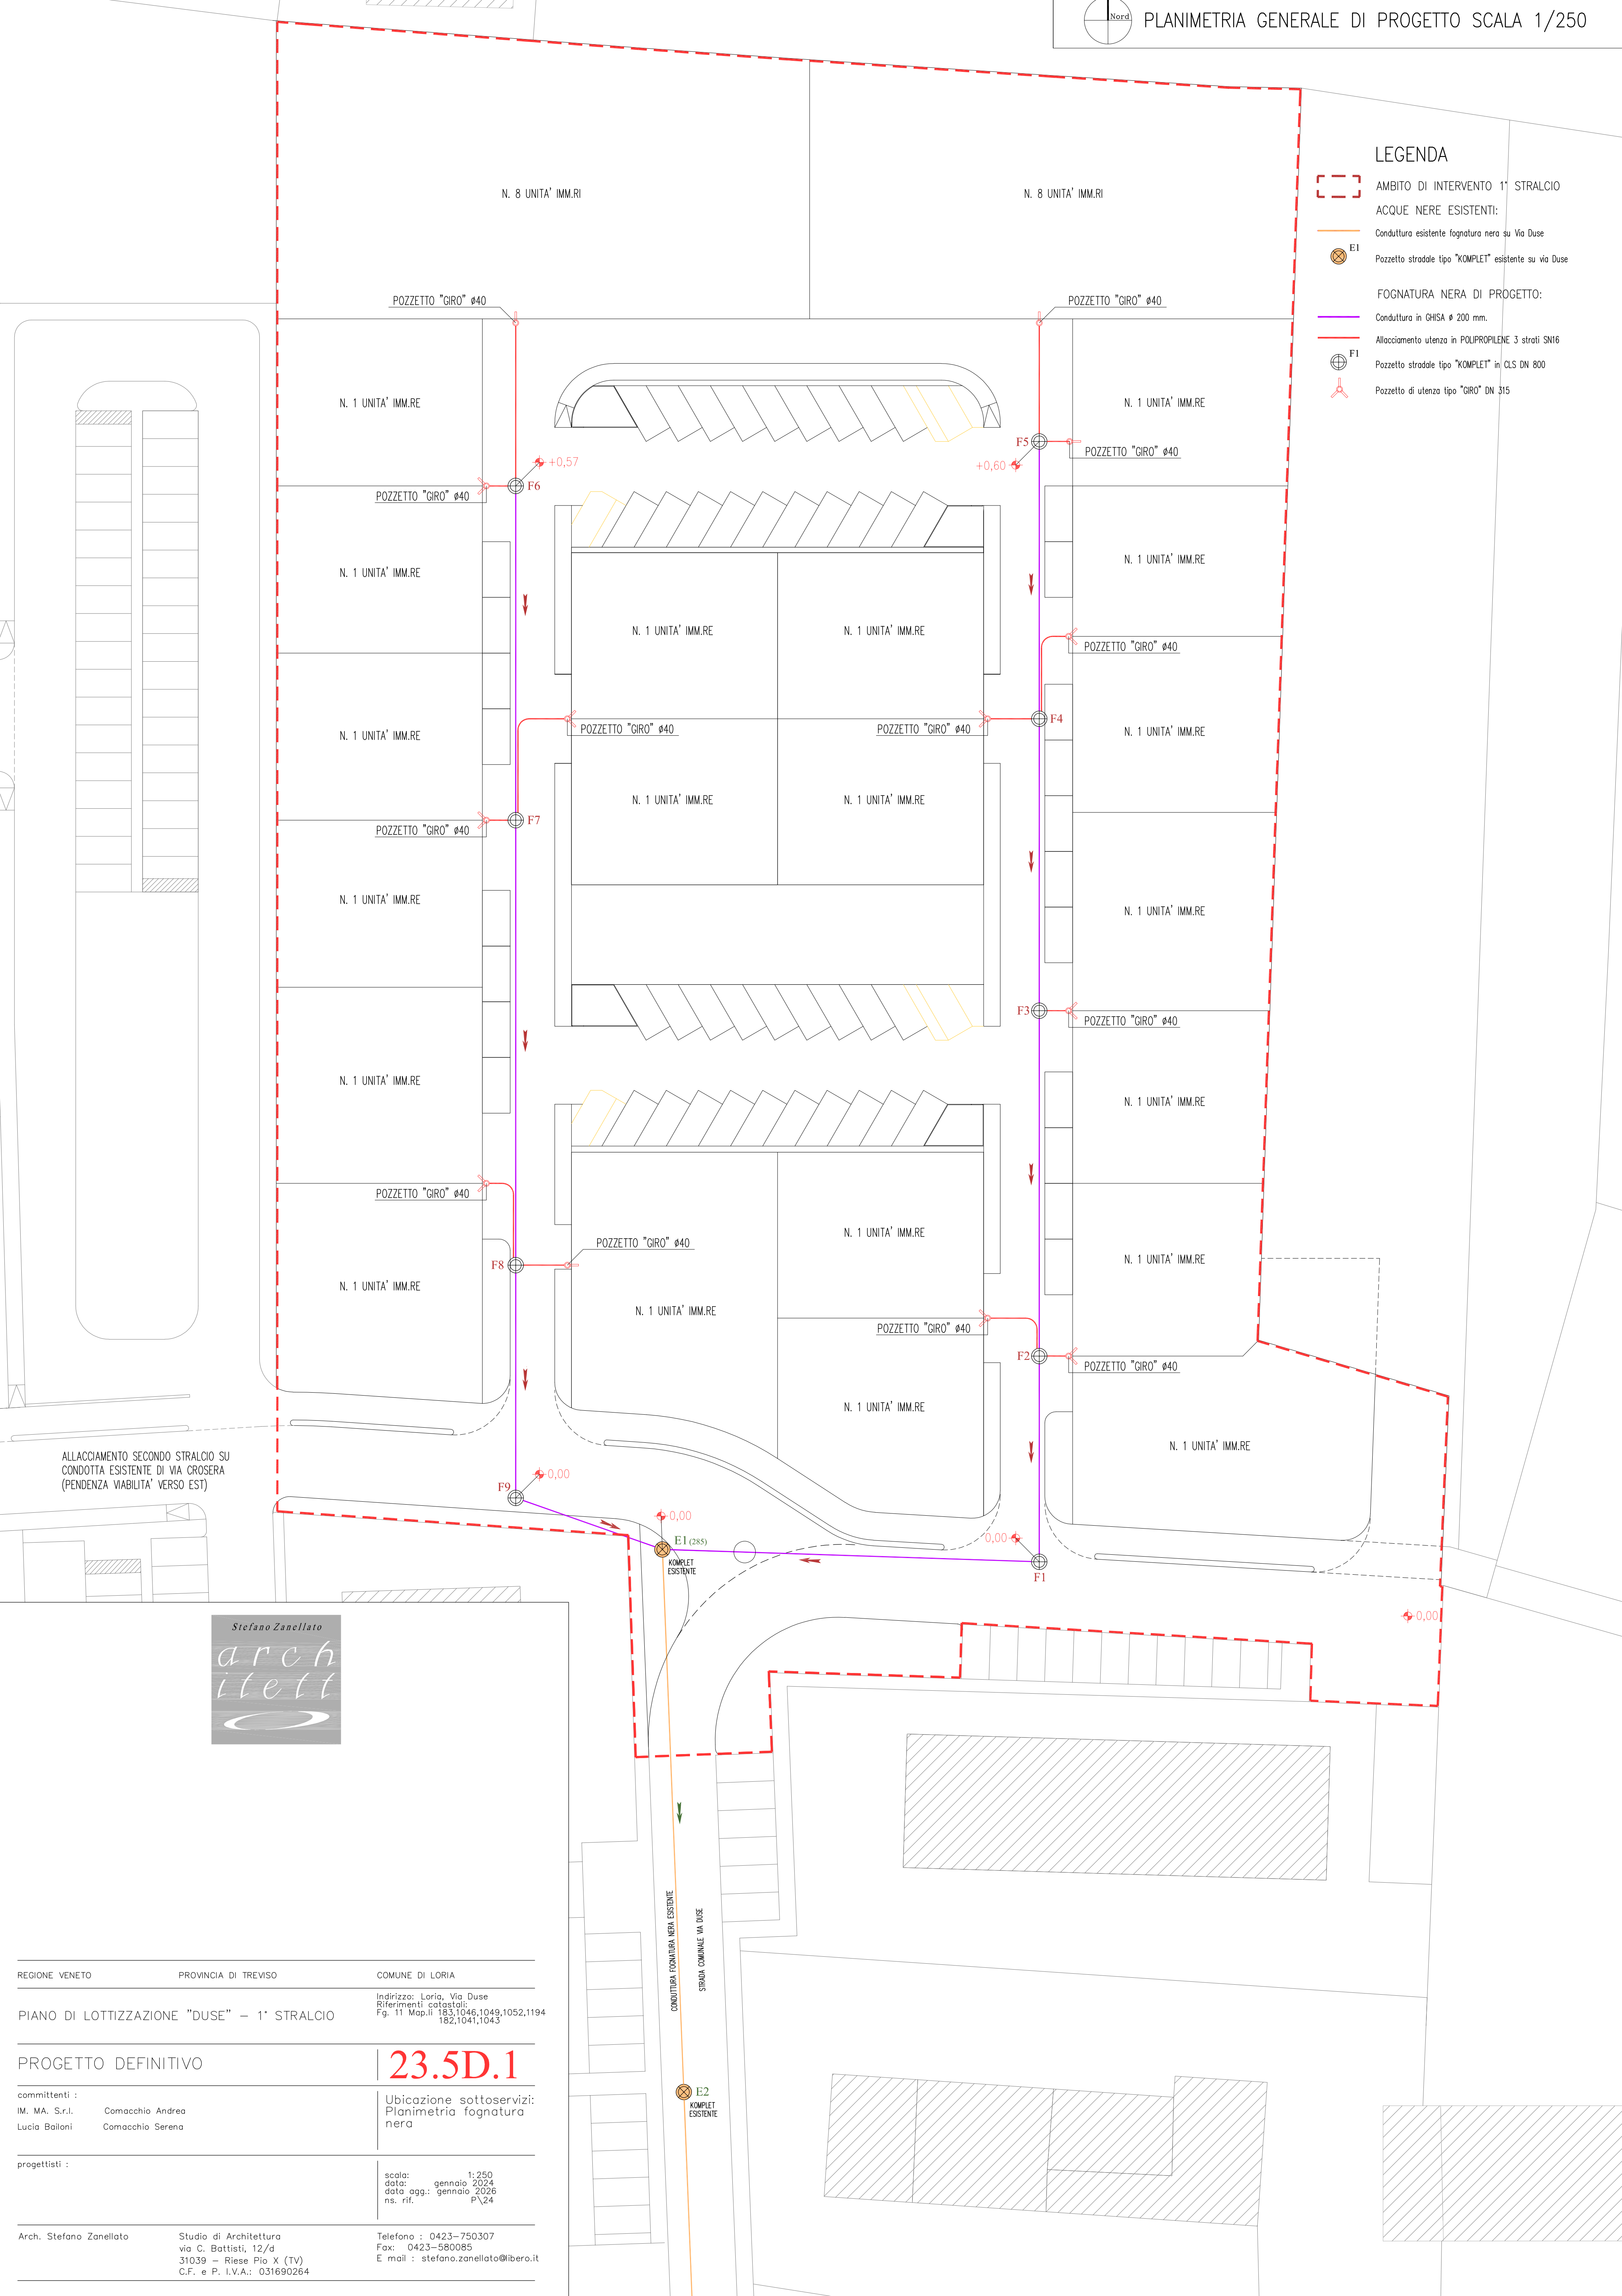 Nord
PLANIMETRIA GENERALE DI PROGETTO SCALA 1/250
LEGENDA
AMBITO DI INTERVENTO 1° STRALCIO
ACQUE NERE ESISTENTI:
Conduttura esistente fognatura nera su Via Duse
E1
Pozzetto stradale tipo "KOMPLET" esistente su via Duse
FOGNATURA NERA DI PROGETTO:
Conduttura in GHISA ø 200 mm.
Allacciamento utenza in POLIPROPILENE 3 strati SN16
F1
Pozzetto stradale tipo "KOMPLET" in CLS DN 800
Pozzetto di utenza tipo "GIRO" DN 315
N. 8 UNITA' IMM.RI
N. 8 UNITA' IMM.RI
POZZETTO "GIRO" ø40
POZZETTO "GIRO" ø40
N. 1 UNITA' IMM.RE
N. 1 UNITA' IMM.RE
F5
POZZETTO "GIRO" ø40
+0,57
+0,60
F6
POZZETTO "GIRO" ø40
N. 1 UNITA' IMM.RE
N. 1 UNITA' IMM.RE
N. 1 UNITA' IMM.RE
N. 1 UNITA' IMM.RE
POZZETTO "GIRO" ø40
F4
POZZETTO "GIRO" ø40
POZZETTO "GIRO" ø40
N. 1 UNITA' IMM.RE
N. 1 UNITA' IMM.RE
N. 1 UNITA' IMM.RE
N. 1 UNITA' IMM.RE
F7
POZZETTO "GIRO" ø40
N. 1 UNITA' IMM.RE
N. 1 UNITA' IMM.RE
F3
POZZETTO "GIRO" ø40
N. 1 UNITA' IMM.RE
N. 1 UNITA' IMM.RE
POZZETTO "GIRO" ø40
N. 1 UNITA' IMM.RE
POZZETTO "GIRO" ø40
F8
N. 1 UNITA' IMM.RE
N. 1 UNITA' IMM.RE
N. 1 UNITA' IMM.RE
POZZETTO "GIRO" ø40
F2
POZZETTO "GIRO" ø40
N. 1 UNITA' IMM.RE
N. 1 UNITA' IMM.RE
ALLACCIAMENTO SECONDO STRALCIO SU
CONDOTTA ESISTENTE DI VIA CROSERA
(PENDENZA VIABILITA' VERSO EST)
0,00
F9
0,00
E1 (285)
KOMPLET
ESISTENTE
0,00
F1
0,00
CONDUTTURA FOGNATURA NERA ESISTENTE
STRADA COMUNALE VIA DUSE
E2
KOMPLET
ESISTENTE
Stefano Zanellato
arch
itett
REGIONE VENETO
PROVINCIA DI TREVISO
COMUNE DI LORIA
PIANO DI LOTTIZZAZIONE "DUSE" – 1° STRALCIO
Indirizzo: Loria, Via Duse
Riferimenti catastali:
Fg. 11 Map.li 183,1046,1049,1052,1194
182,1041,1043
PROGETTO DEFINITIVO
23.5D.1
committenti :
IM. MA. S.r.l. Comacchio Andrea
Lucia Bailoni Comacchio Serena
Ubicazione sottoservizi:
Planimetria fognatura
nera
progettisti :
scala: 1:250
data: gennaio 2024
data agg.: gennaio 2026
ns. rif. P\24
Arch. Stefano Zanellato
Studio di Architettura
via C. Battisti, 12/d
31039 – Riese Pio X (TV)
C.F. e P. I.V.A.: 031690264
Telefono : 0423–750307
Fax: 0423–580085
E mail : stefano.zanellato@libero.it